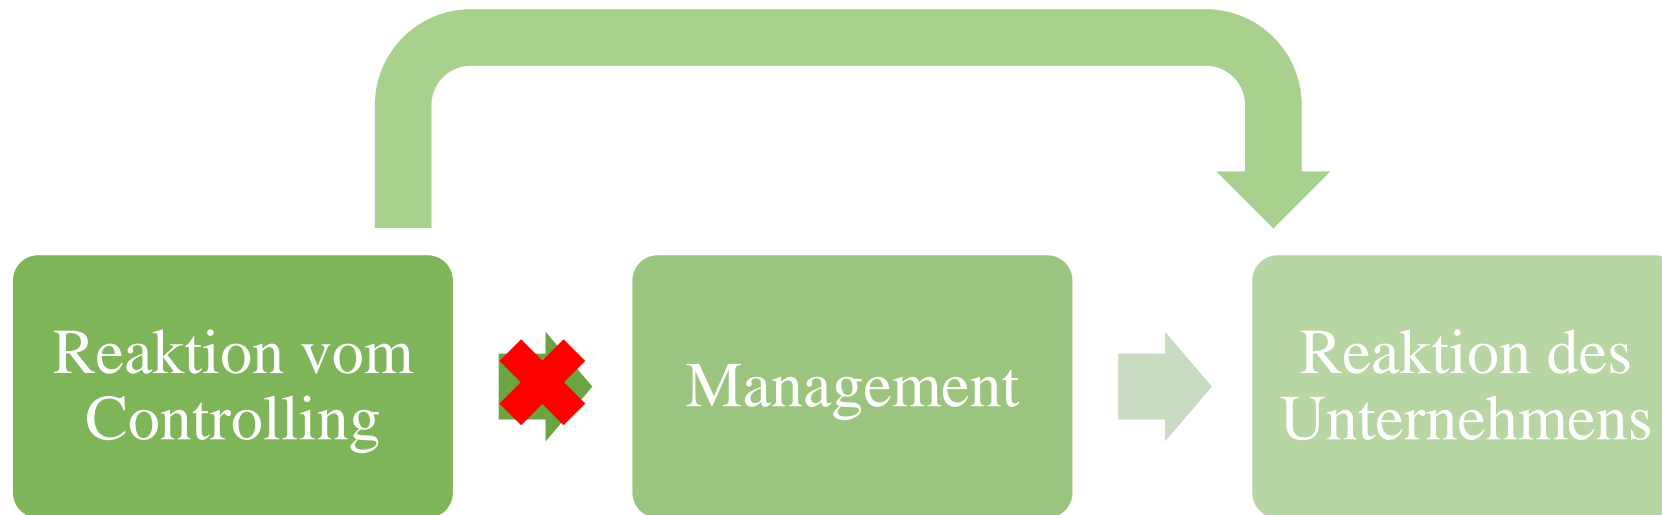 Reaktion vom
Controlling
Management
Reaktion des
Unternehmens